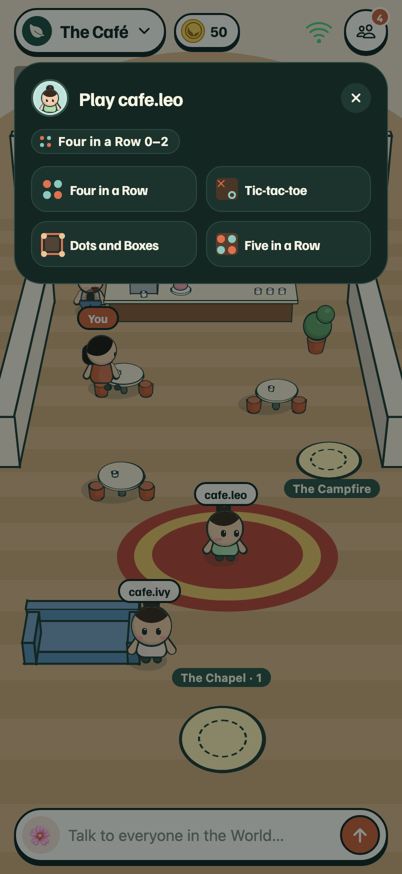 The Café
50
4
Play cafe.leo
Four in a Row 0–2
Four in a Row
Tic-tac-toe
Dots and Boxes
Five in a Row
You
The Campfire
cafe.leo
cafe.ivy
The Chapel · 1
Talk to everyone in the World...